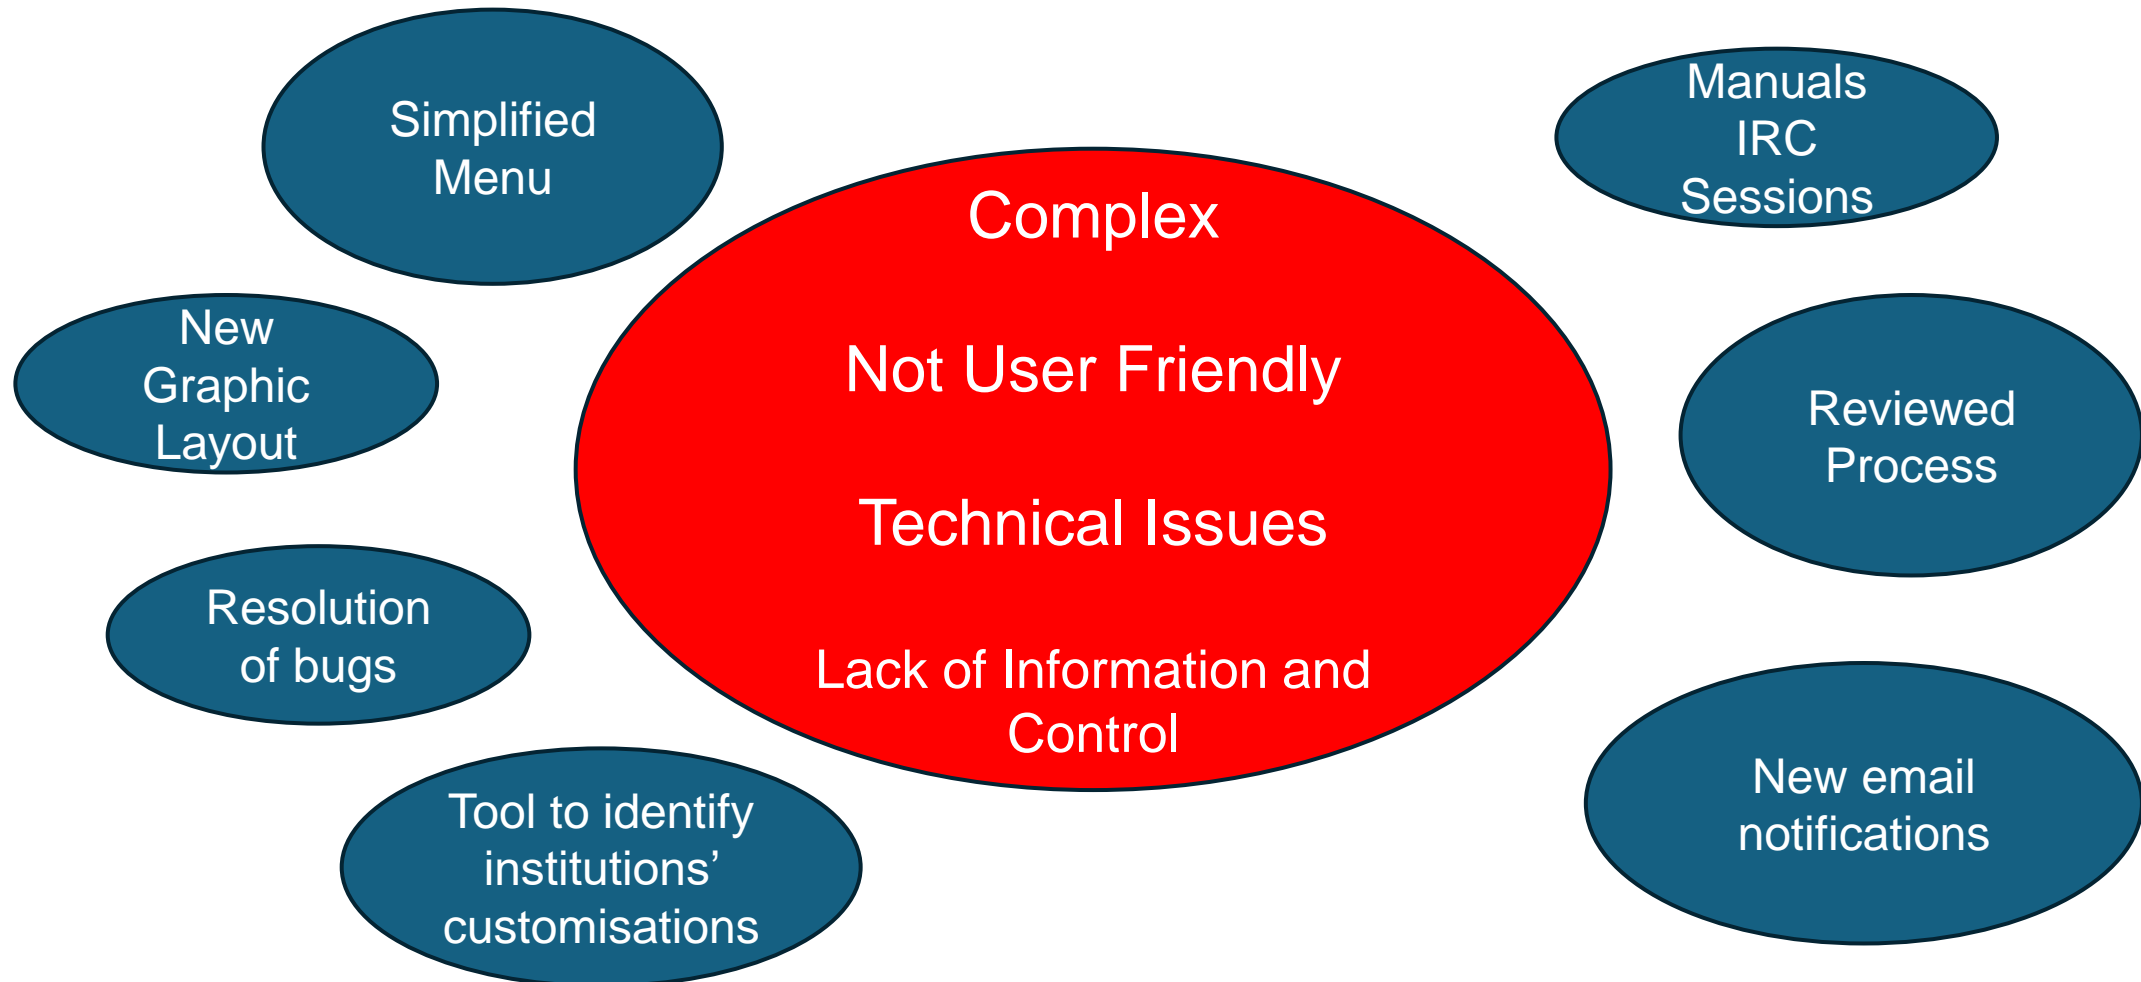 Simplified
Menu
New
Graphic
Layout
Resolution
of bugs
Tool to identify
institutions’
customisations
Complex
Not User Friendly
Technical Issues
Lack of Information and
Control
Manuals
IRC
Sessions
Reviewed
Process
New email
notifications